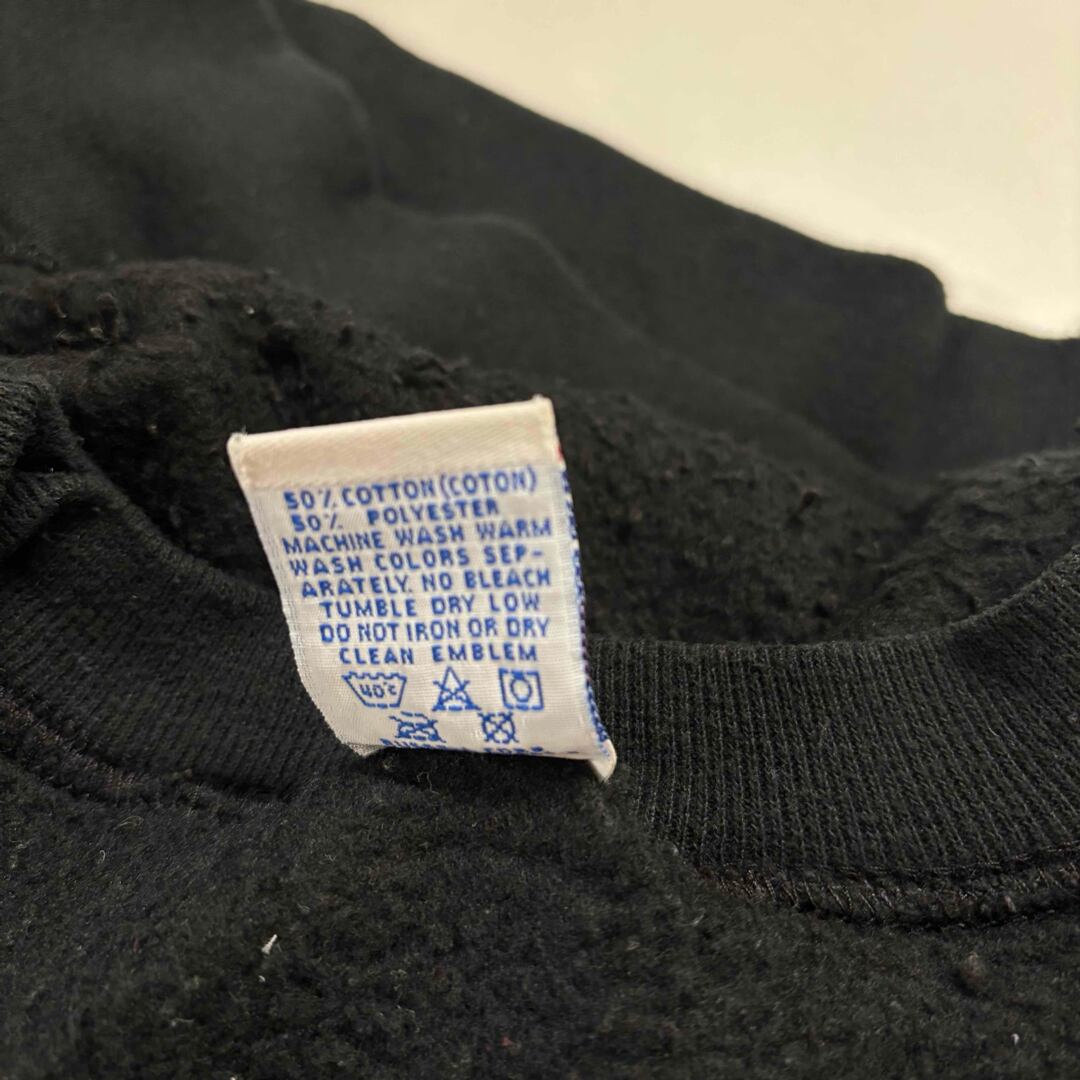 50% COTTON (COTON)
50% POLYESTER
MACHINE WASH WARM
WASH COLORS SEP-
ARATELY. NO BLEACH
TUMBLE DRY LOW
DO NOT IRON OR DRY
CLEAN EMBLEM
40°C